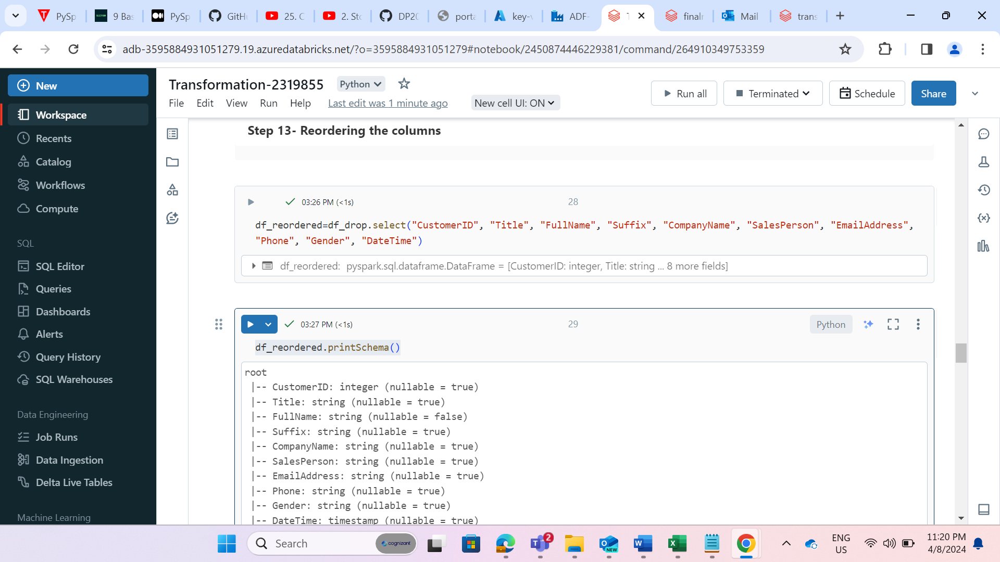 PySp
9 Bas
PySp
GitHu
25. C
2. Sto
DP20
porta
key-v
ADF-
T
finalr
Mail
trans
adb-3595884931051279.19.azuredatabricks.net/?o=3595884931051279#notebook/2450874446229381/command/264910349753359
New
Workspace
Recents
Catalog
Workflows
Compute
SQL
SQL Editor
Queries
Dashboards
Alerts
Query History
SQL Warehouses
Data Engineering
Job Runs
Data Ingestion
Delta Live Tables
Machine Learning
Transformation-2319855
Python
File Edit View Run Help Last edit was 1 minute ago New cell UI: ON
Run all
Terminated
Schedule
Share
Step 13- Reordering the columns
03:26 PM (<1s)
28
df_reordered=df_drop.select("CustomerID", "Title", "FullName", "Suffix", "CompanyName", "SalesPerson", "EmailAddress",
"Phone", "Gender", "DateTime")
df_reordered: pyspark.sql.dataframe.DataFrame = [CustomerID: integer, Title: string ... 8 more fields]
03:27 PM (<1s)
29
Python
df_reordered.printSchema()
root
|-- CustomerID: integer (nullable = true)
|-- Title: string (nullable = true)
|-- FullName: string (nullable = false)
|-- Suffix: string (nullable = true)
|-- CompanyName: string (nullable = true)
|-- SalesPerson: string (nullable = true)
|-- EmailAddress: string (nullable = true)
|-- Phone: string (nullable = true)
|-- Gender: string (nullable = true)
|-- DateTime: timestamp (nullable = true)
Search
cognizant
2
NEW
ENG
US
11:20 PM
4/8/2024